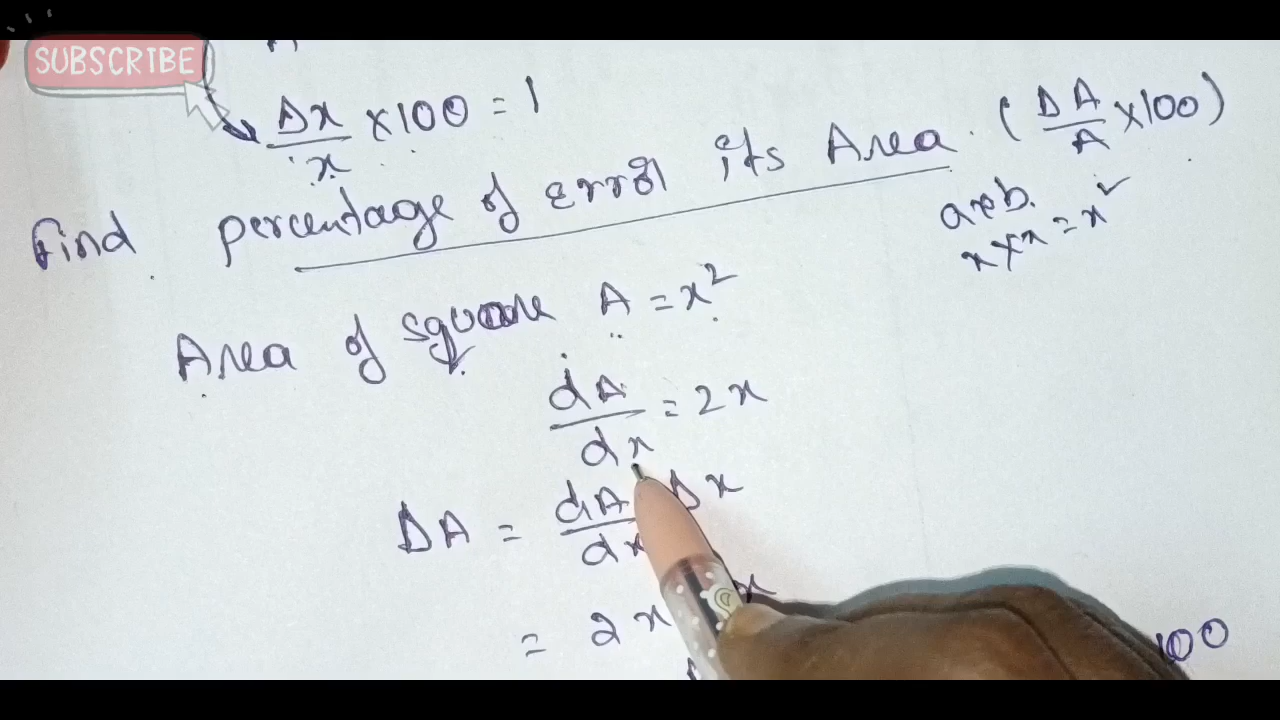 SUBSCRIBE
Δx/x ×100 = 1
Find percentage of error its Area. (ΔA/A ×100)
a×b.
x×x = x²
Area of square A = x²
dA/dx = 2x
ΔA = dA/dx Δx
= 2x x
100